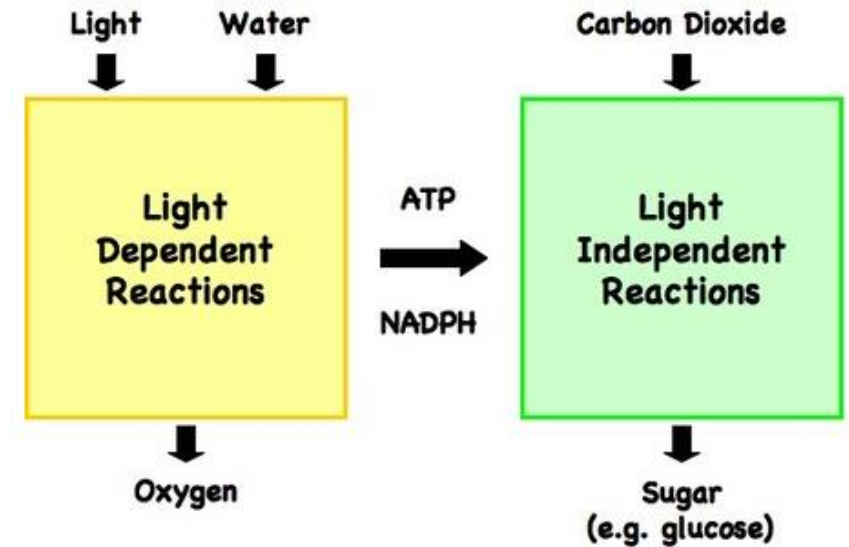 Light
Water
Carbon Dioxide
Light
Dependent
Reactions
ATP
NADPH
Light
Independent
Reactions
Oxygen
Sugar
(e.g. glucose)